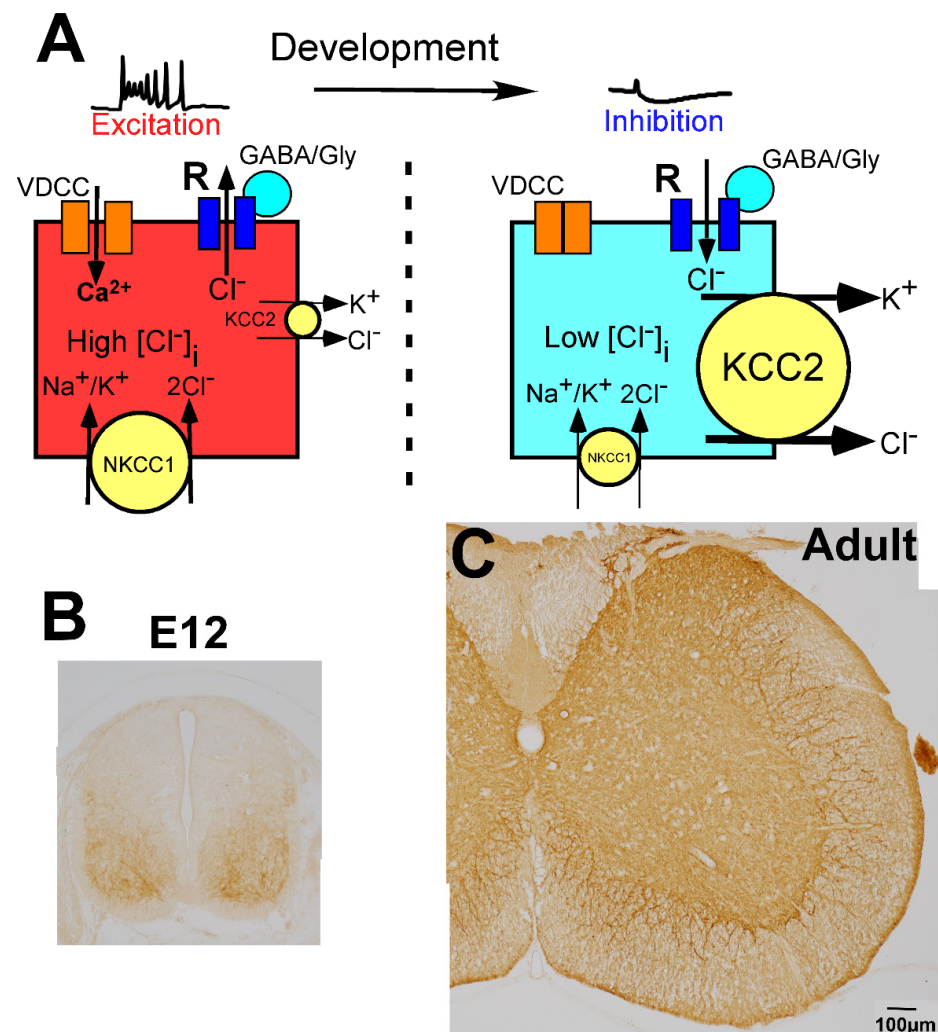 A
Development
Excitation
Inhibition
VDCC
R
GABA/Gly
Ca²⁺
Cl⁻
KCC2
K⁺
Cl⁻
High [Cl⁻]i
Na⁺/K⁺
2Cl⁻
NKCC1
VDCC
R
GABA/Gly
Cl⁻
K⁺
Low [Cl⁻]i
KCC2
Na⁺/K⁺ 2Cl⁻
Cl⁻
NKCC1
B
E12
C
Adult
100µm